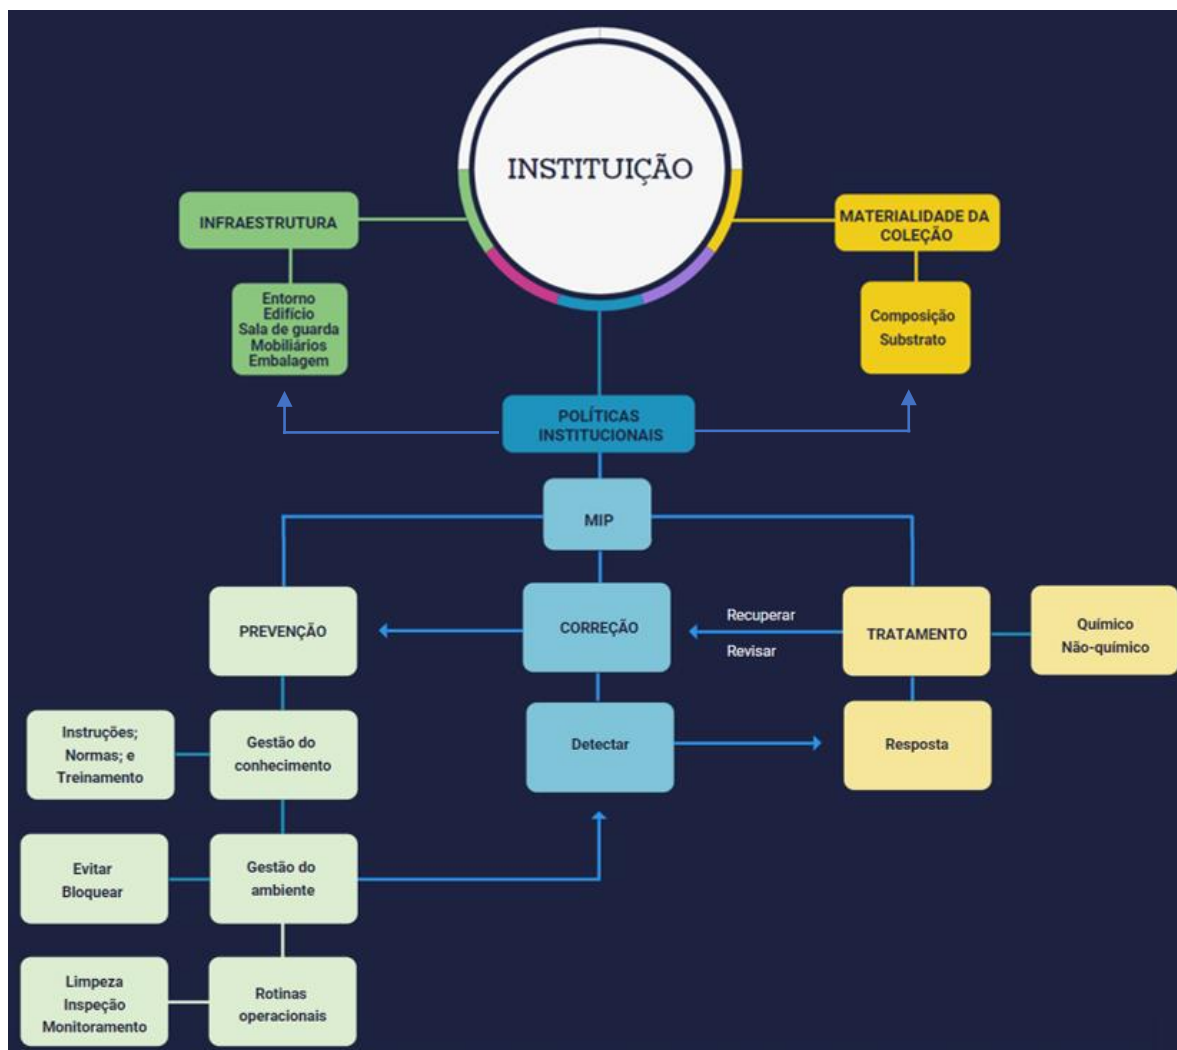 INSTITUIÇÃO
INFRAESTRUTURA
MATERIALIDADE DA
COLEÇÃO
Entorno
Edifício
Sala de guarda
Mobiliários
Embalagem
Composição
Substrato
POLÍTICAS
INSTITUCIONAIS
MIP
PREVENÇÃO
CORREÇÃO
Recuperar
Revisar
TRATAMENTO
Químico
Não-químico
Instruções;
Normas; e
Treinamento
Gestão do
conhecimento
Detectar
Resposta
Evitar
Bloquear
Gestão do
ambiente
Limpeza
Inspeção
Monitoramento
Rotinas
operacionais